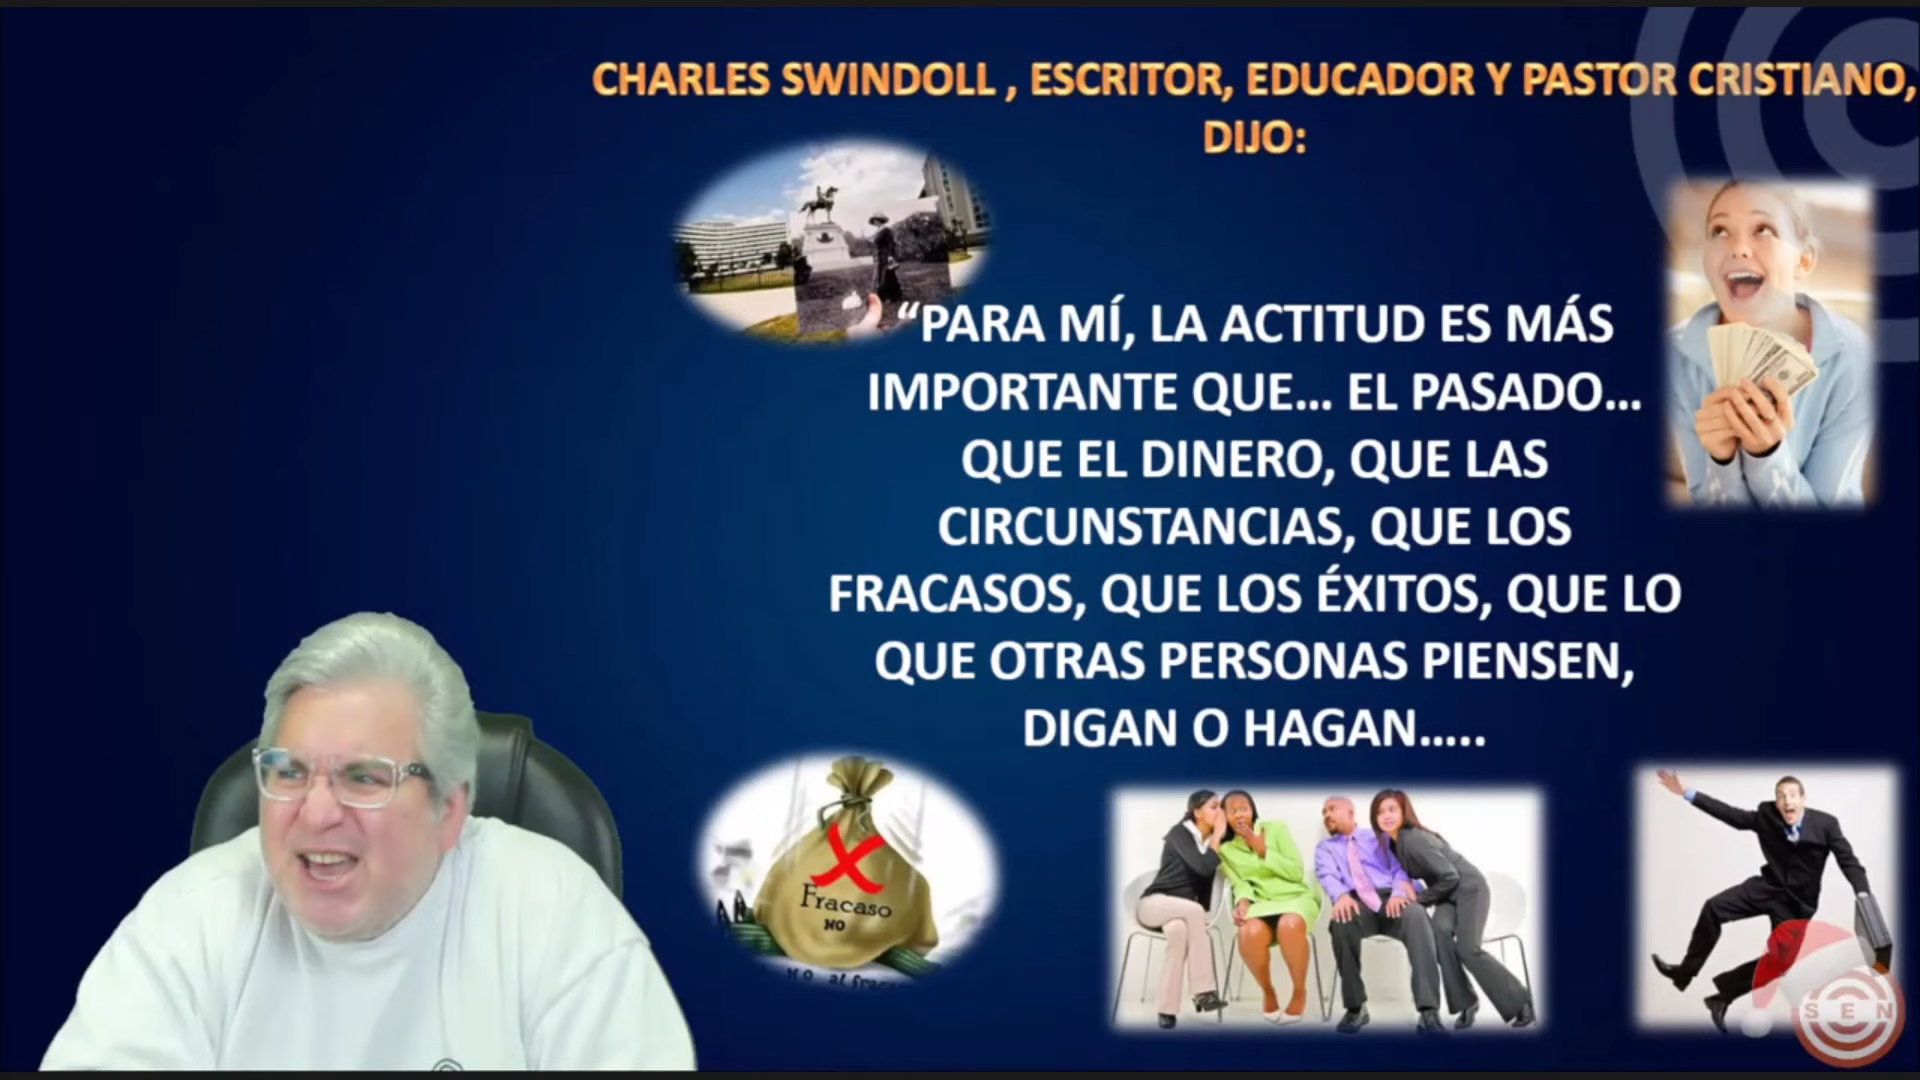 CHARLES SWINDOLL , ESCRITOR, EDUCADOR Y PASTOR CRISTIANO,
DIJO:
“PARA MÍ, LA ACTITUD ES MÁS
IMPORTANTE QUE... EL PASADO...
QUE EL DINERO, QUE LAS
CIRCUNSTANCIAS, QUE LOS
FRACASOS, QUE LOS ÉXITOS, QUE LO
QUE OTRAS PERSONAS PIENSEN,
DIGAN O HAGAN.....
Fracaso
NO
NO al
SEN